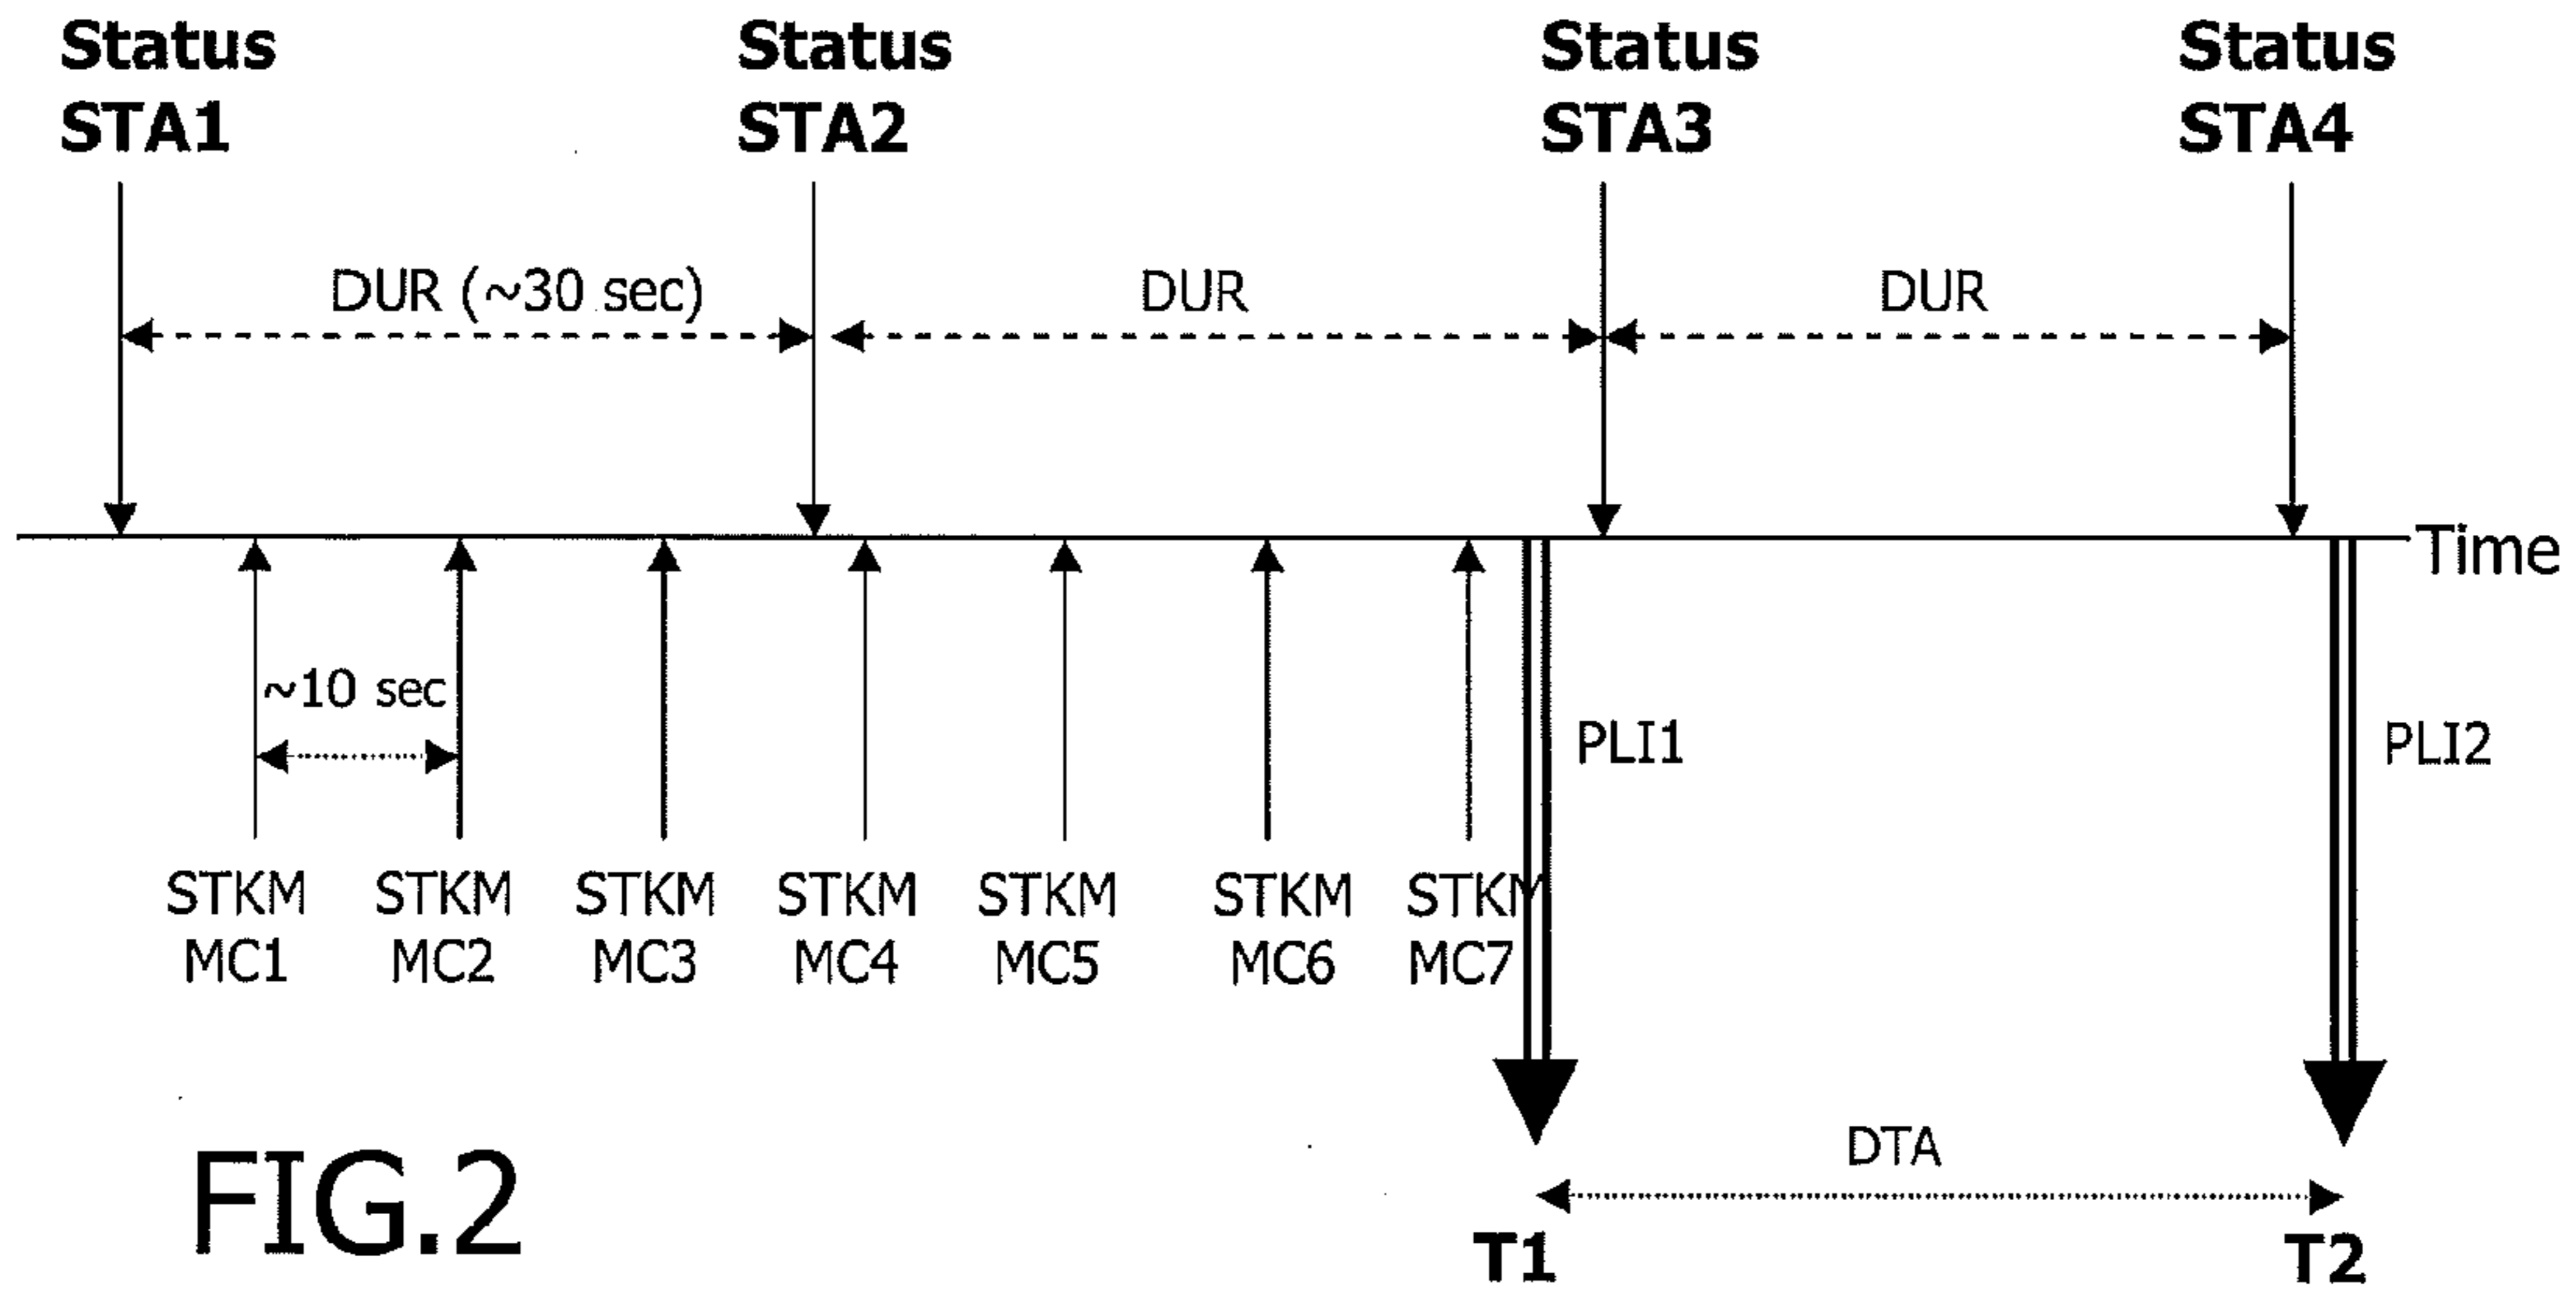 Status
STA1
Status
STA2
Status
STA3
Status
STA4
DUR (~30 sec)
DUR
DUR
Time
~10 sec
PLI1
PLI2
STKM
MC1
STKM
MC2
STKM
MC3
STKM
MC4
STKM
MC5
STKM
MC6
STKM
MC7
DTA
T1
T2
FIG.2